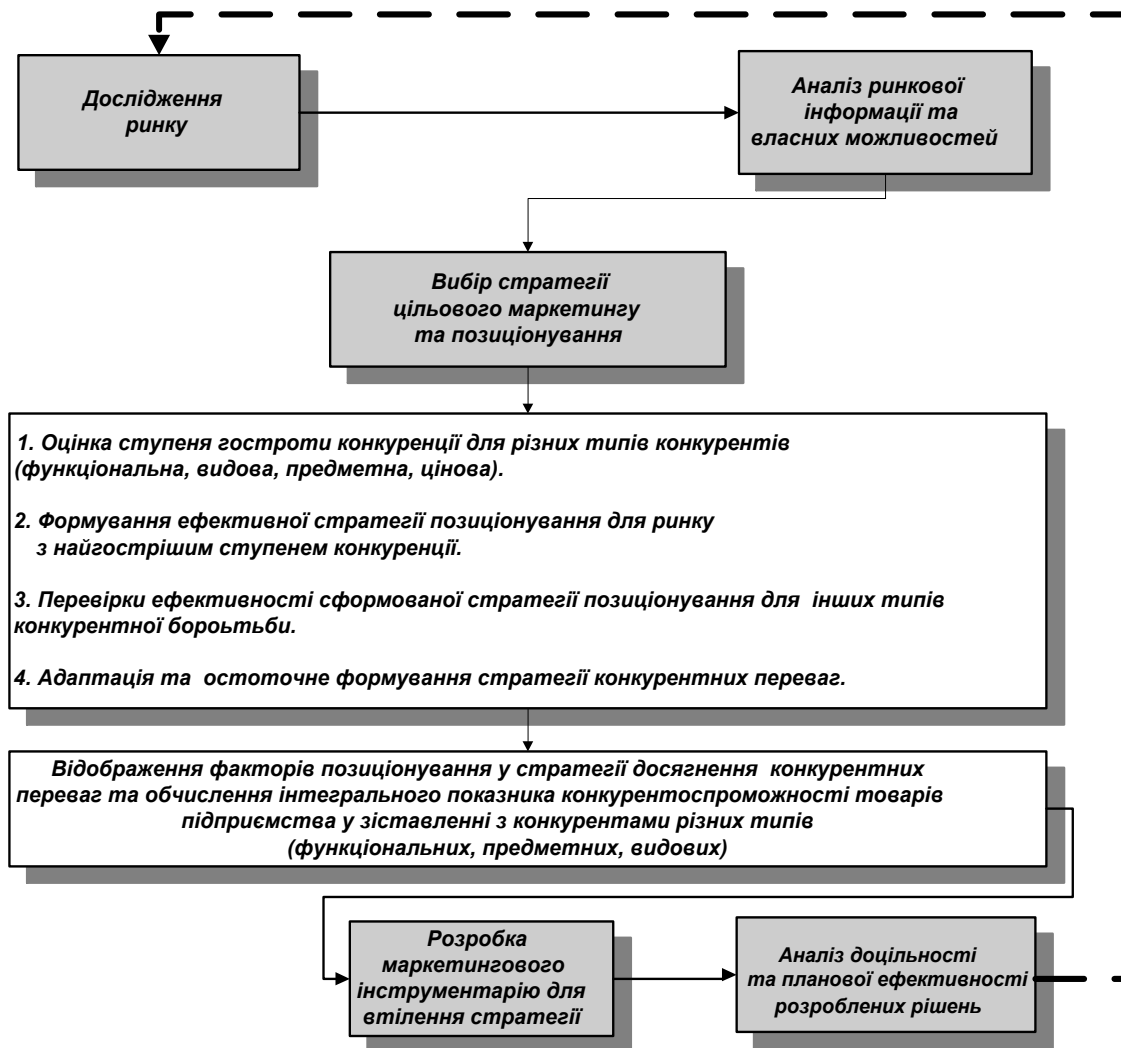 Дослідження
ринку
Аналіз ринкової
інформації та
власних можливостей
Вибір стратегії
цільового маркетингу
та позиціонування
1. Оцінка ступеня гостроти конкуренції для різних типів конкурентів
(функціональна, видова, предметна, цінова).
2. Формування ефективної стратегії позиціонування для ринку
з найгострішим ступенем конкуренції.
3. Перевірки ефективності сформованої стратегії позиціонування для інших типів
конкурентної бороьтьби.
4. Адаптація та остоточне формування стратегії конкурентних переваг.
Відображення факторів позиціонування у стратегії досягнення конкурентних
переваг та обчислення інтегрального показника конкурентоспроможності товарів
підприємства у зіставленні з конкурентами різних типів
(функціональних, предметних, видових)
Розробка
маркетингового
інструментарію для
втілення стратегії
Аналіз доцільності
та планової ефективності
розроблених рішень